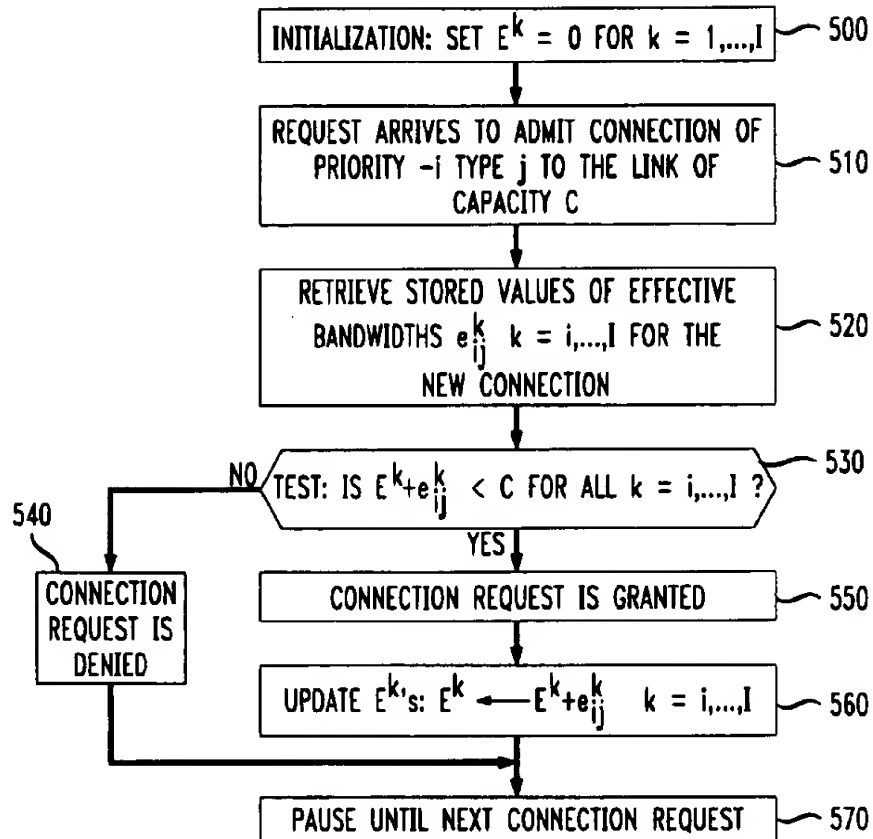 INITIALIZATION: SET E^k = 0 FOR k = 1,...,I
500
REQUEST ARRIVES TO ADMIT CONNECTION OF
PRIORITY -i TYPE j TO THE LINK OF
CAPACITY C
510
RETRIEVE STORED VALUES OF EFFECTIVE
BANDWIDTHS e^k_ij k = i,...,I FOR THE
NEW CONNECTION
520
TEST: IS E^k+e^k_ij < C FOR ALL k = i,...,I ?
530
NO
YES
540
CONNECTION
REQUEST IS
DENIED
CONNECTION REQUEST IS GRANTED
550
UPDATE E^k's: E^k ← E^k+e^k_ij k = i,...,I
560
PAUSE UNTIL NEXT CONNECTION REQUEST
570